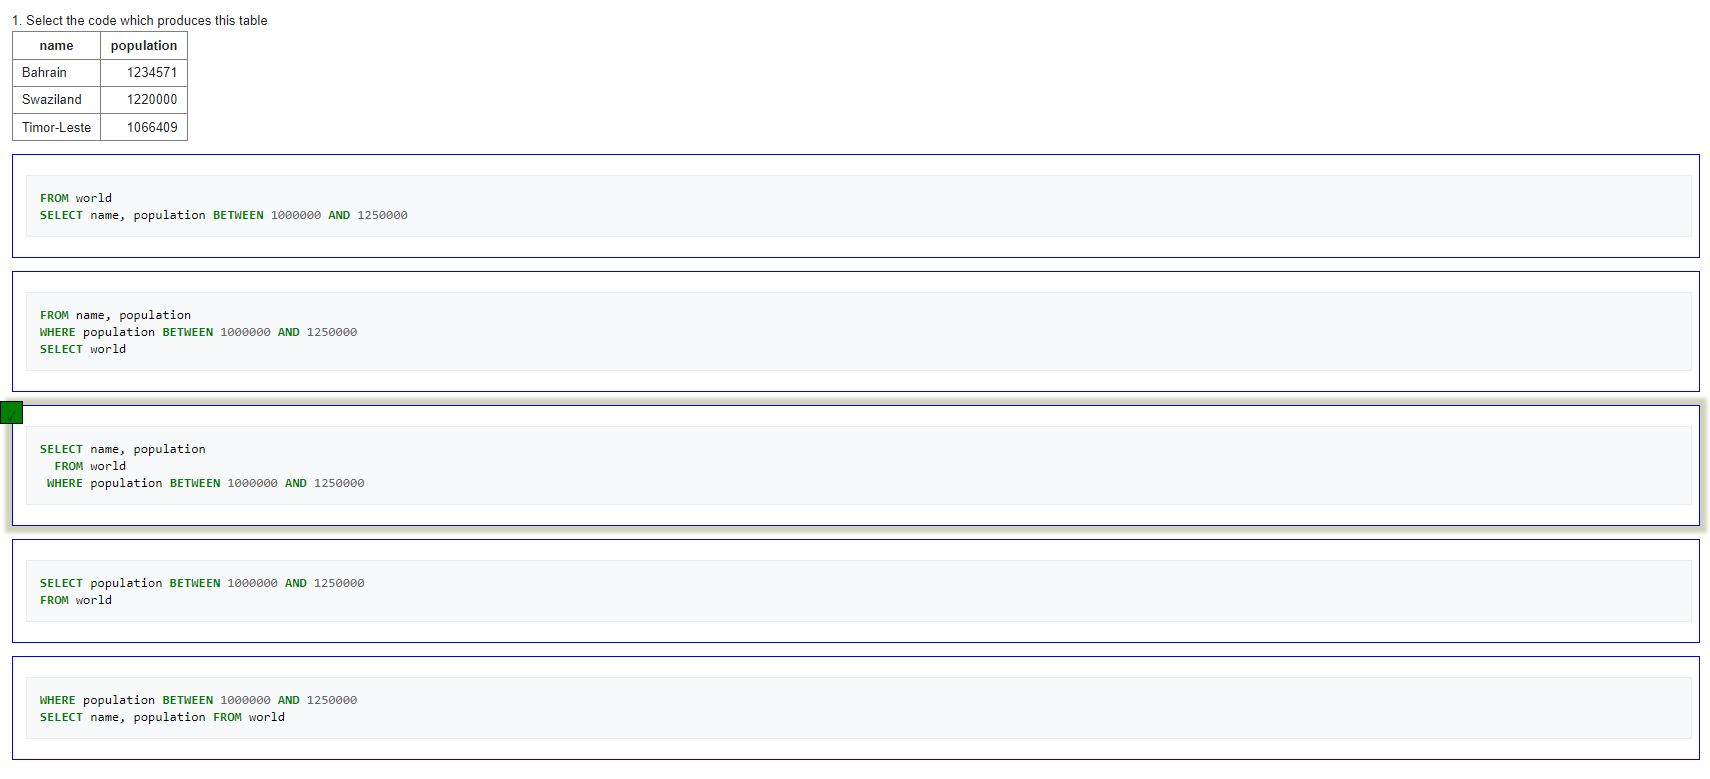 1. Select the code which produces this table
name population
Bahrain 1234571
Swaziland 1220000
Timor-Leste 1066409
FROM world
SELECT name, population BETWEEN 1000000 AND 1250000
FROM name, population
WHERE population BETWEEN 1000000 AND 1250000
SELECT world
SELECT name, population
FROM world
WHERE population BETWEEN 1000000 AND 1250000
SELECT population BETWEEN 1000000 AND 1250000
FROM world
WHERE population BETWEEN 1000000 AND 1250000
SELECT name, population FROM world